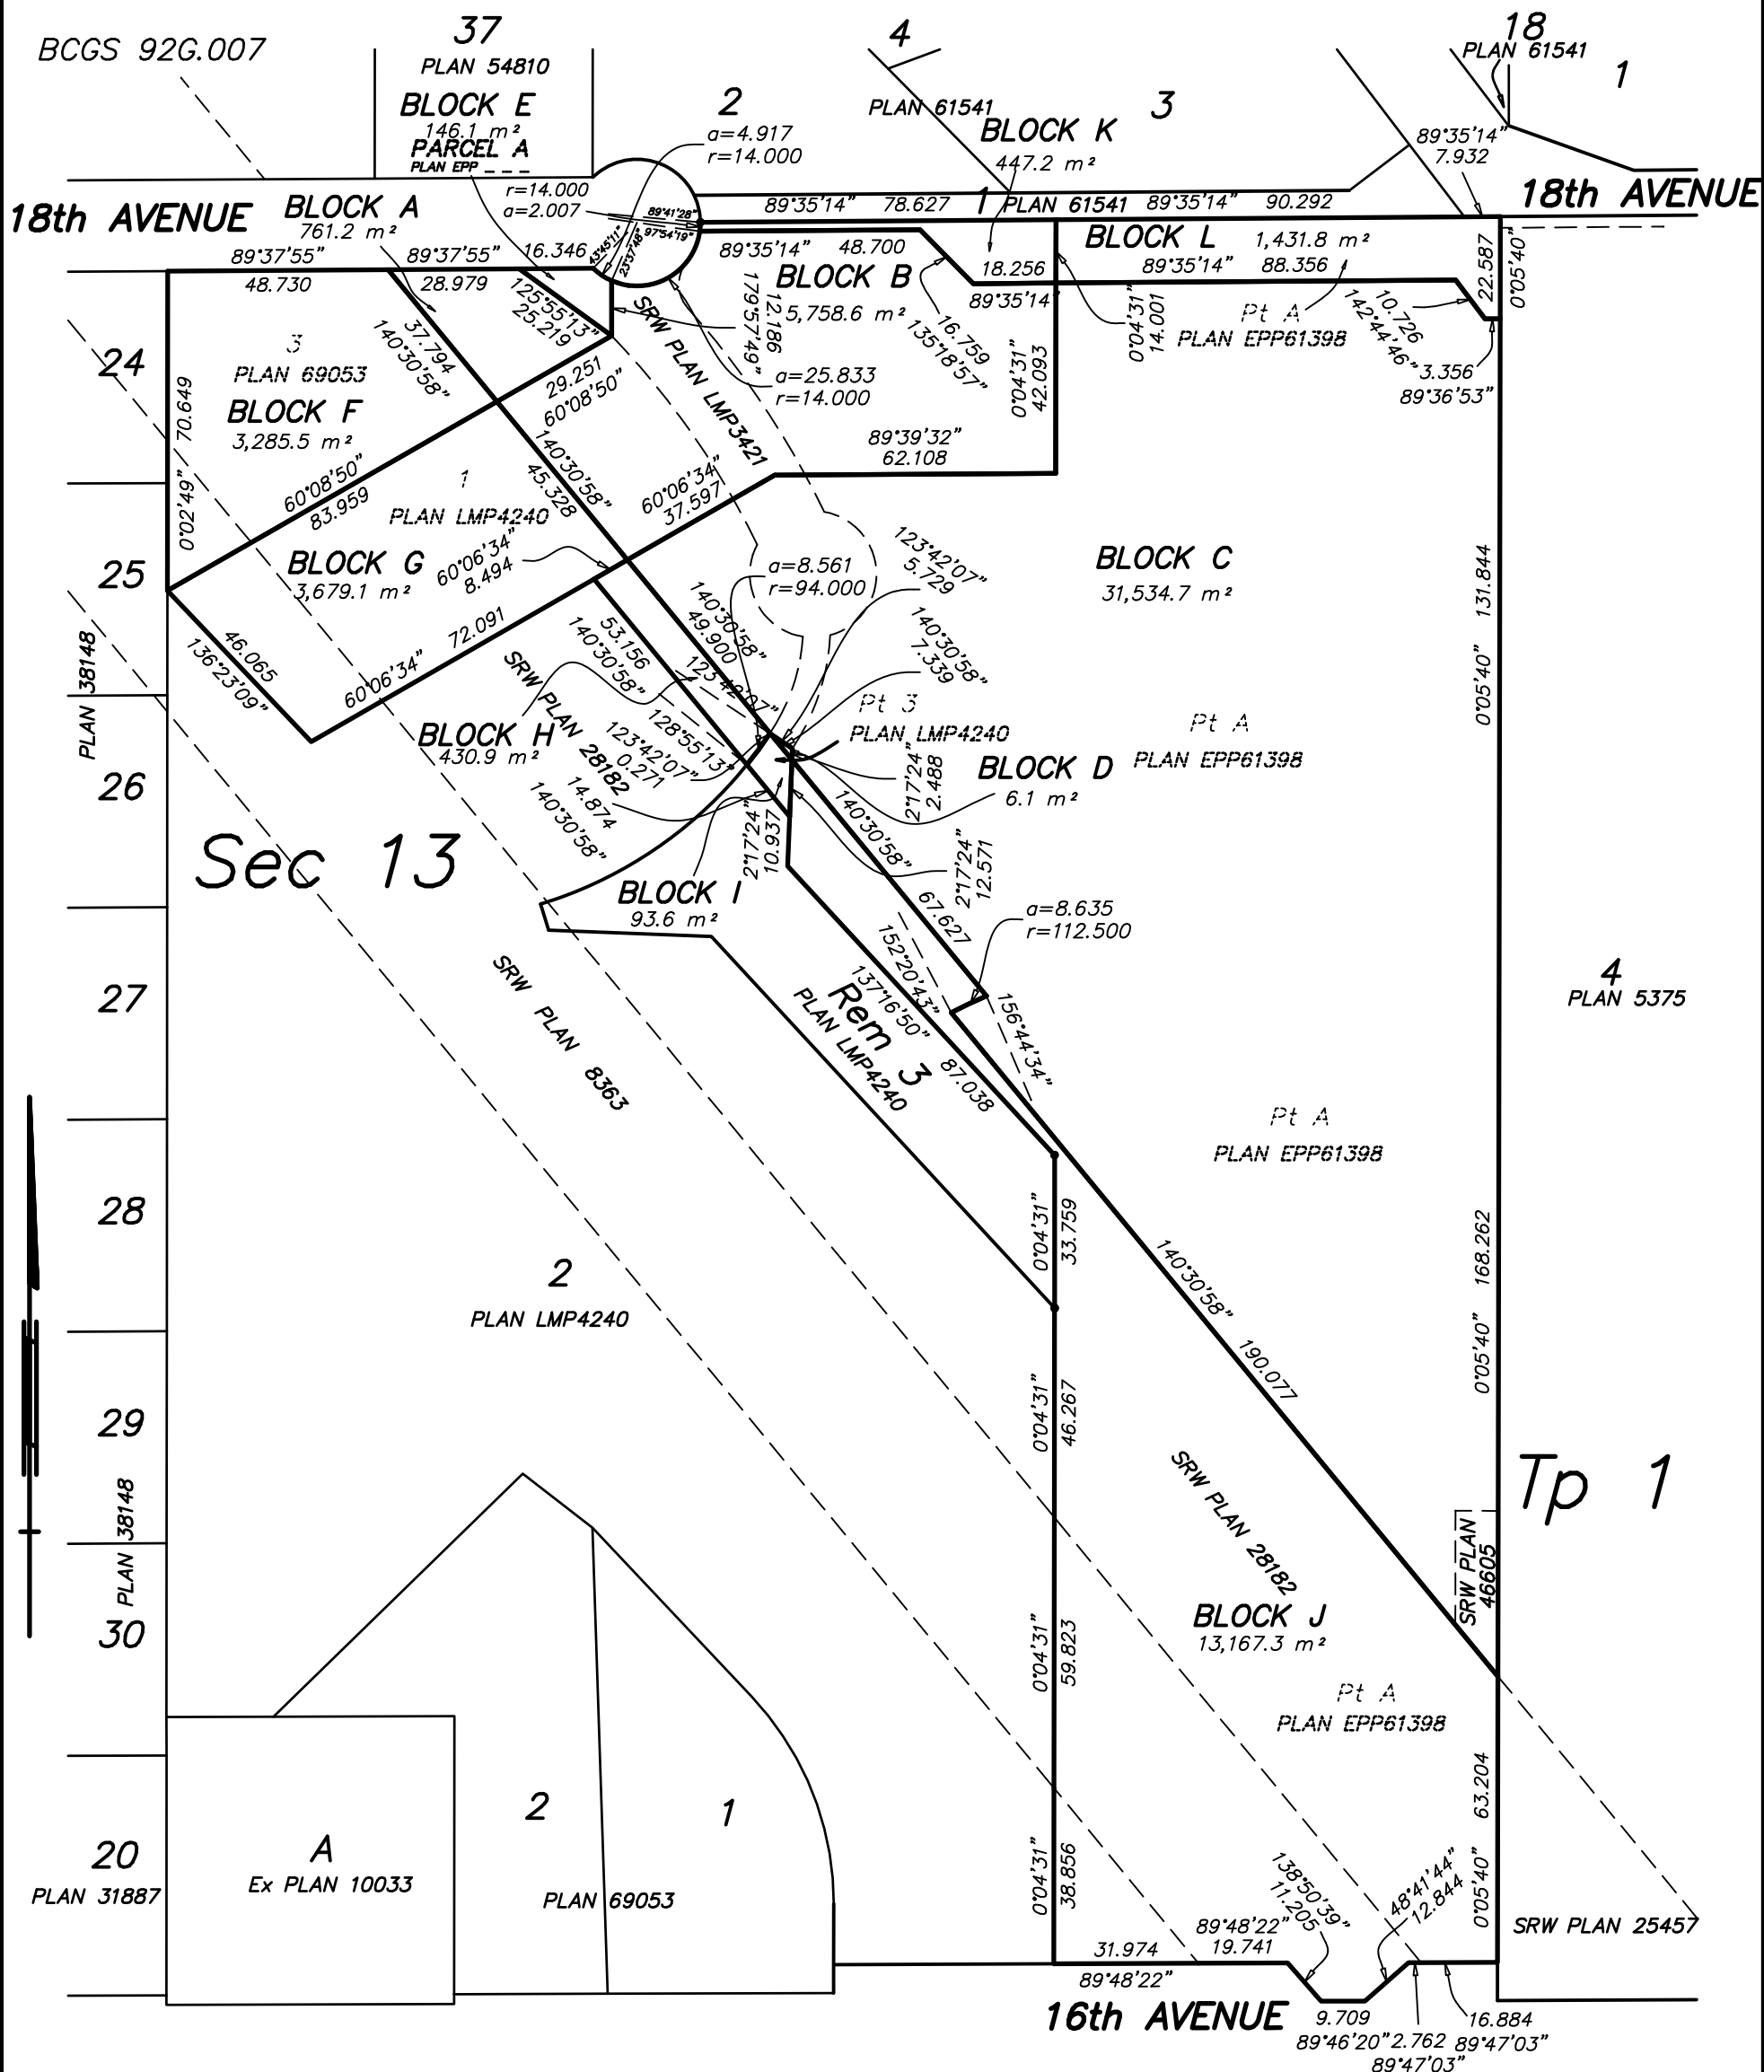 BCGS 92G.007
37
PLAN 54810
BLOCK E
146.1 m²
PARCEL A
PLAN EPP _ _ _
4
2
a=4.917
r=14.000
PLAN 61541
3
BLOCK K
447.2 m²
18
PLAN 61541
1
89°35'14"
7.932
18th AVENUE
BLOCK A
761.2 m²
r=14.000
a=2.007
89°41'28"
97°54'19"
43°45'11"
23°37'48"
89°35'14" 78.627
1 PLAN 61541
89°35'14" 90.292
18th AVENUE
89°37'55"
48.730
89°37'55"
28.979
16.346
125°55'13"
25.219
89°35'14" 48.700
BLOCK B
5,758.6 m²
18.256
89°35'14"
BLOCK L 1,431.8 m²
89°35'14" 88.356
22.587
0°05'40"
179°57'49"
12.186
SRW PLAN LMP3421
16.759
135°18'57"
0°04'31"
14.001
Pt A
PLAN EPP61398
10.726
142°44'46"
3.356
89°36'53"
24
3
PLAN 69053
BLOCK F
3,285.5 m²
37.794
140°30'58"
29.251
60°08'50"
a=25.833
r=14.000
0°04'31"
42.093
89°39'32"
62.108
0°02'49" 70.649
60°08'50"
83.959
1
PLAN LMP4240
140°30'58"
45.328
60°06'34"
37.597
25
BLOCK G
3,679.1 m²
60°06'34"
8.494
a=8.561
r=94.000
123°42'07"
5.729
BLOCK C
31,534.7 m²
0°05'40" 131.844
PLAN 38148
46.065
136°23'09"
60°06'34" 72.091
53.156
140°30'58"
140°30'58"
49.900
123°42'07"
140°30'58"
7.339
SRW PLAN 28182
Pt 3
PLAN LMP4240
Pt A
PLAN EPP61398
BLOCK H
430.9 m²
128°55'13"
123°42'07"
0.271
14.874
140°30'58"
26
2°17'24"
2.488
BLOCK D
6.1 m²
2°17'24"
10.937
140°30'58" 67.627
2°17'24"
12.571
Sec 13
BLOCK I
93.6 m²
a=8.635
r=112.500
27
SRW PLAN 8363
152°20'43"
137°16'50" 87.038
Rem 3
PLAN LMP4240
156°44'34"
4
PLAN 5375
Pt A
PLAN EPP61398
28
0°04'31"
33.759
140°30'58" 190.077
0°05'40" 168.262
2
PLAN LMP4240
29
0°04'31"
46.267
Tp 1
PLAN 38148
SRW PLAN 28182
SRW PLAN
46605
30
0°04'31"
59.823
BLOCK J
13,167.3 m²
Pt A
PLAN EPP61398
20
PLAN 31887
A
Ex PLAN 10033
2
1
PLAN 69053
0°04'31"
38.856
0°05'40" 63.204
138°50'39"
11.205
48°41'44"
12.844
SRW PLAN 25457
31.974
89°48'22"
89°48'22"
19.741
16th AVENUE
9.709
89°46'20"
2.762
89°47'03"
16.884
89°47'03"